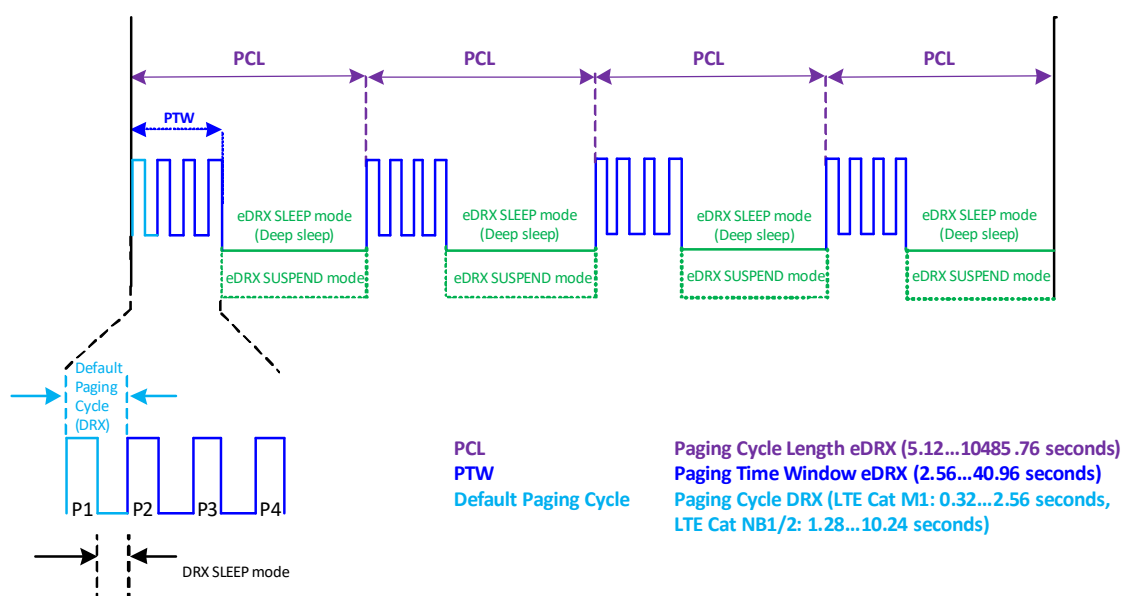 PCL PCL PCL PCL
PTW
eDRX SLEEP mode
(Deep sleep)
eDRX SUSPEND mode
eDRX SLEEP mode
(Deep sleep)
eDRX SUSPEND mode
eDRX SLEEP mode
(Deep sleep)
eDRX SUSPEND mode
eDRX SLEEP mode
(Deep sleep)
eDRX SUSPEND mode
Default
Paging
Cycle
(DRX)
P1 P2 P3 P4
DRX SLEEP mode
PCL Paging Cycle Length eDRX (5.12...10485.76 seconds)
PTW Paging Time Window eDRX (2.56...40.96 seconds)
Default Paging Cycle Paging Cycle DRX (LTE Cat M1: 0.32...2.56 seconds,
LTE Cat NB1/2: 1.28...10.24 seconds)